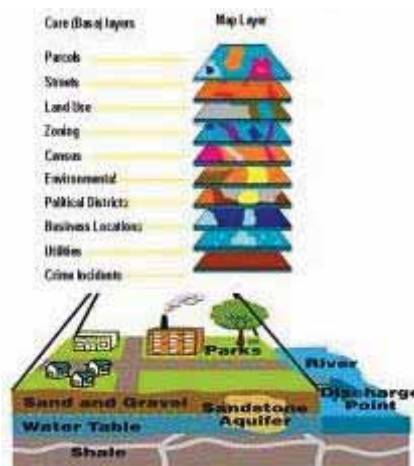 Core (Base) layers
Map Layer
Parcels
Streets
Land Use
Zoning
Census
Environmental
Political Districts
Business Locations
Utilities
Crime Incidents
Parks
River
Sand and Gravel
Sandstone
Aquifer
Discharge
Point
Water Table
Shale